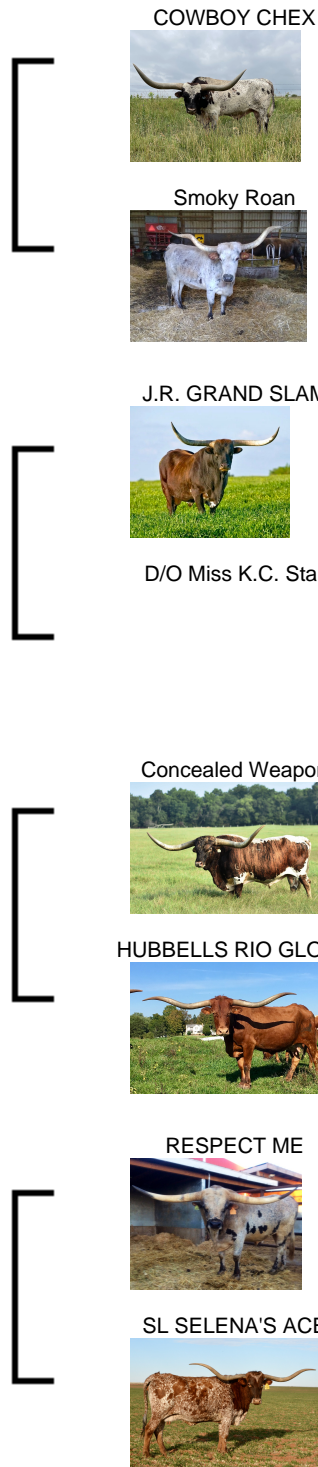 COWBOY CHEX
Smoky Roan
J.R. GRAND SLAM
D/O Miss K.C. Sta
Concealed Weapon
HUBBELLS RIO GLO
RESPECT ME
SL SELENA'S ACE